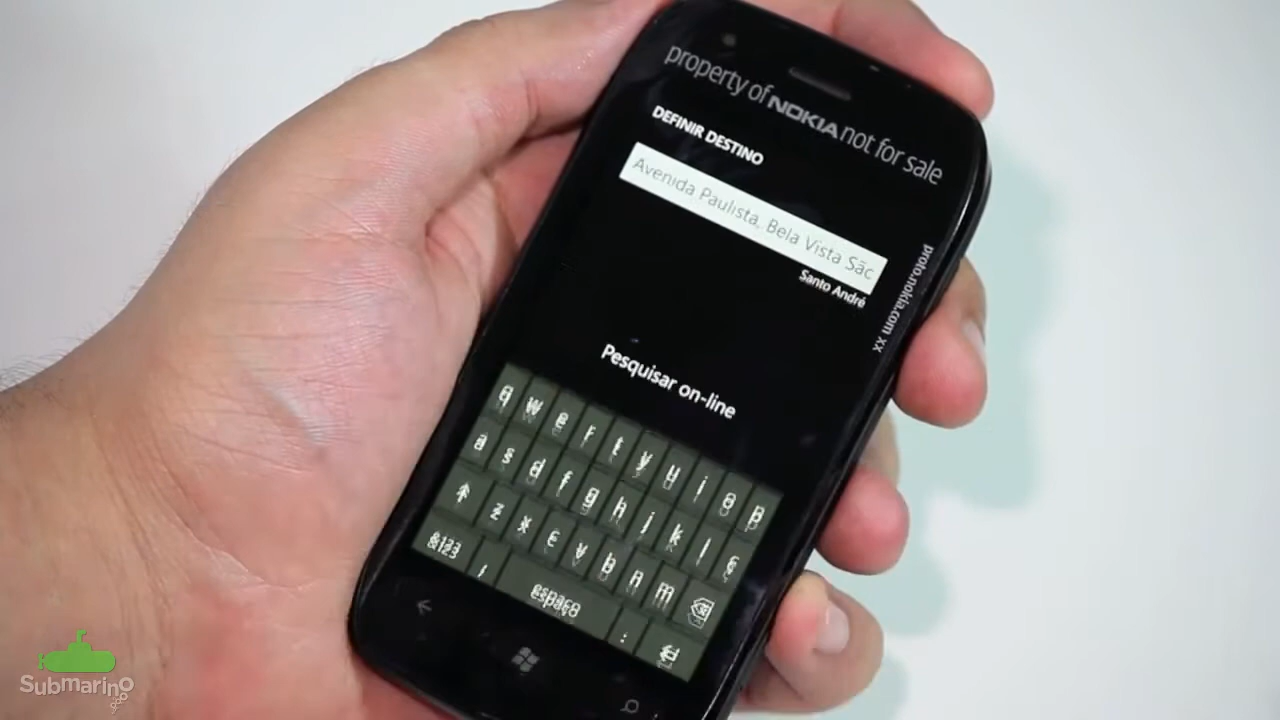 property of NOKIA not for sale
DEFINIR DESTINO
Avenida Paulista, Bela Vista Sãc
Santo André
proto.nokia.com xx
Pesquisar on-line
q w e r t y u i o p
a s d f g h j k l ç
z x c v b n m
&123 , espaço .
Submarino